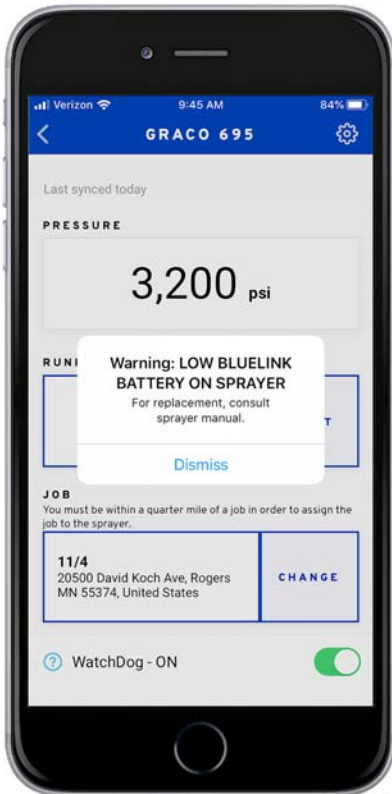 Verizon 9:45 AM 84%
GRACO 695
Last synced today
PRESSURE
3,200 psi
Warning: LOW BLUELINK
BATTERY ON SPRAYER
For replacement, consult
sprayer manual.
Dismiss
JOB
You must be within a quarter mile of a job in order to assign the
job to the sprayer.
11/4
20500 David Koch Ave, Rogers
MN 55374, United States
CHANGE
? WatchDog - ON